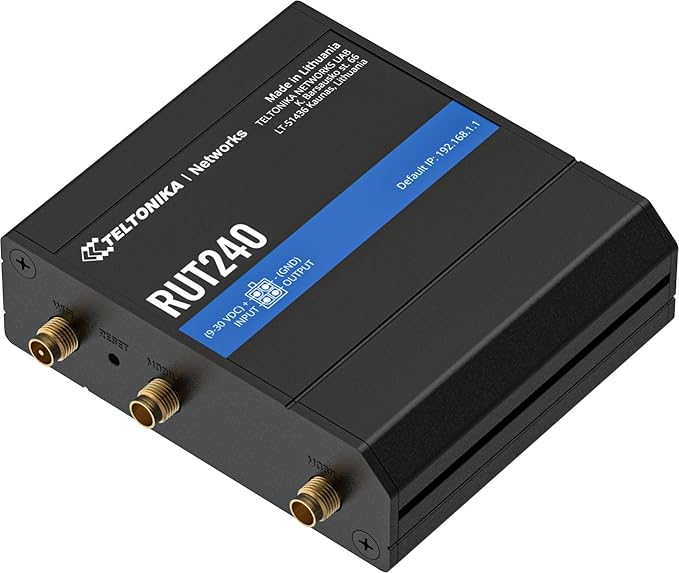 Made in Lithuania
TELTONIKA NETWORKS UAB
K. Barsausko st. 66
LT-51436 Kaunas, Lithuania
TELTONIKA | Networks
Default IP: 192.168.1.1
RUT240
(9-30 VDC) + - (GND)
INPUT OUTPUT
WiFi
RESET
MOBILE
MOBILE